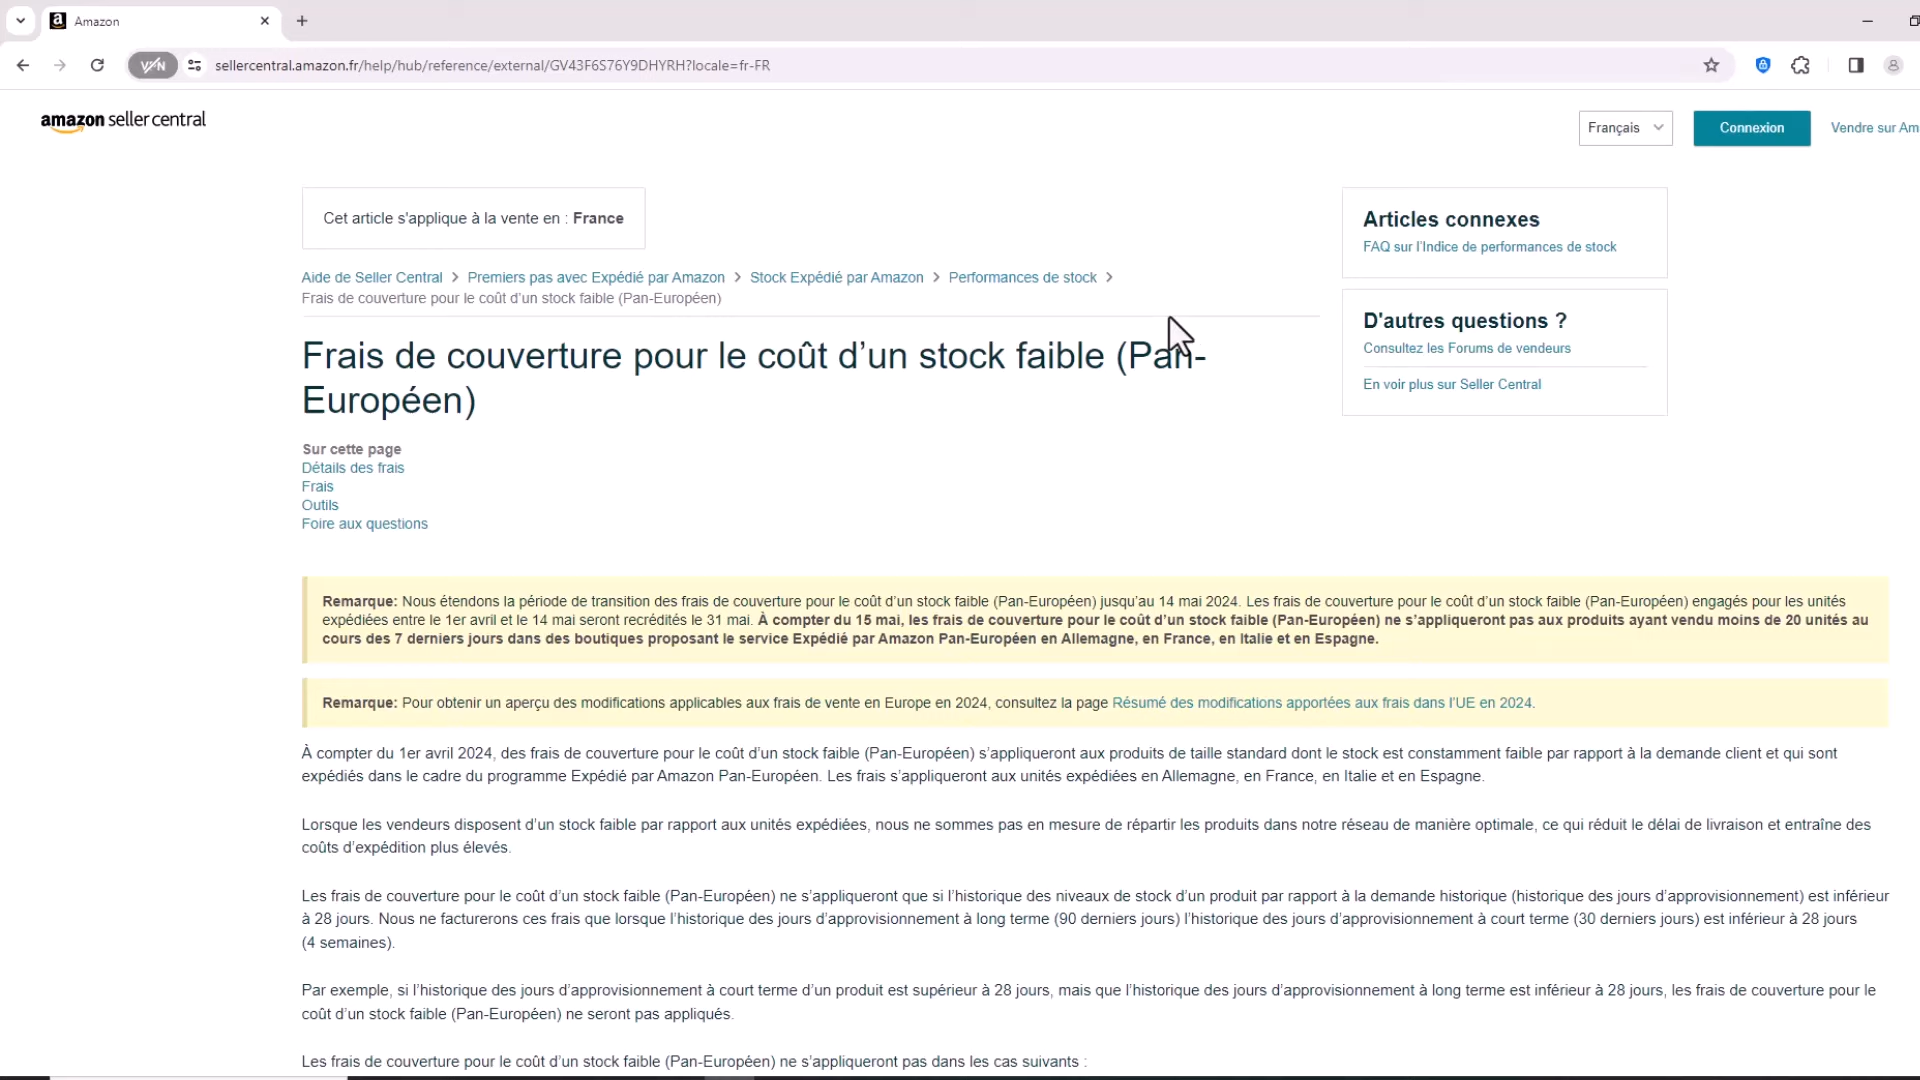 Amazon
sellercentral.amazon.fr/help/hub/reference/external/GV43F6S76Y9DHYRH?locale=fr-FR
amazon seller central
Français
Connexion
Vendre sur Am
Cet article s'applique à la vente en : France
Aide de Seller Central > Premiers pas avec Expédié par Amazon > Stock Expédié par Amazon > Performances de stock >
Frais de couverture pour le coût d’un stock faible (Pan-Européen)
Frais de couverture pour le coût d’un stock faible (Pan-
Européen)
Sur cette page
Détails des frais
Frais
Outils
Foire aux questions
Articles connexes
FAQ sur l’Indice de performances de stock
D'autres questions ?
Consultez les Forums de vendeurs
En voir plus sur Seller Central
Remarque: Nous étendons la période de transition des frais de couverture pour le coût d’un stock faible (Pan-Européen) jusqu’au 14 mai 2024. Les frais de couverture pour le coût d’un stock faible (Pan-Européen) engagés pour les unités
expédiées entre le 1er avril et le 14 mai seront recrédités le 31 mai. À compter du 15 mai, les frais de couverture pour le coût d’un stock faible (Pan-Européen) ne s’appliqueront pas aux produits ayant vendu moins de 20 unités au
cours des 7 derniers jours dans des boutiques proposant le service Expédié par Amazon Pan-Européen en Allemagne, en France, en Italie et en Espagne.
Remarque: Pour obtenir un aperçu des modifications applicables aux frais de vente en Europe en 2024, consultez la page Résumé des modifications apportées aux frais dans l’UE en 2024.
À compter du 1er avril 2024, des frais de couverture pour le coût d’un stock faible (Pan-Européen) s’appliqueront aux produits de taille standard dont le stock est constamment faible par rapport à la demande client et qui sont
expédiés dans le cadre du programme Expédié par Amazon Pan-Européen. Les frais s’appliqueront aux unités expédiées en Allemagne, en France, en Italie et en Espagne.
Lorsque les vendeurs disposent d’un stock faible par rapport aux unités expédiées, nous ne sommes pas en mesure de répartir les produits dans notre réseau de manière optimale, ce qui réduit le délai de livraison et entraîne des
coûts d’expédition plus élevés.
Les frais de couverture pour le coût d’un stock faible (Pan-Européen) ne s’appliqueront que si l’historique des niveaux de stock d’un produit par rapport à la demande historique (historique des jours d’approvisionnement) est inférieur
à 28 jours. Nous ne facturerons ces frais que lorsque l’historique des jours d’approvisionnement à long terme (90 derniers jours) l’historique des jours d’approvisionnement à court terme (30 derniers jours) est inférieur à 28 jours
(4 semaines).
Par exemple, si l’historique des jours d’approvisionnement à court terme d’un produit est supérieur à 28 jours, mais que l’historique des jours d’approvisionnement à long terme est inférieur à 28 jours, les frais de couverture pour le
coût d’un stock faible (Pan-Européen) ne seront pas appliqués.
Les frais de couverture pour le coût d’un stock faible (Pan-Européen) ne s’appliqueront pas dans les cas suivants :